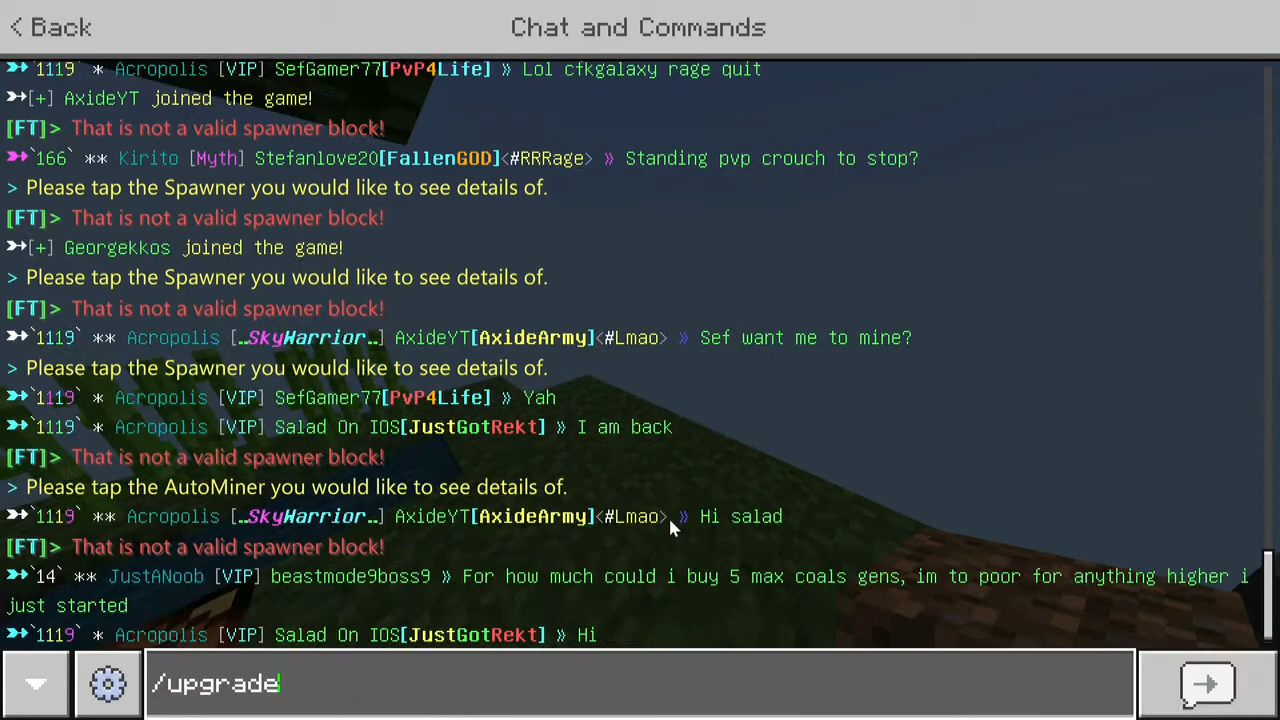 Back
Chat and Commands
`1119` * Acropolis [VIP] SefGamer77[PvP4Life] » Lol cfkgalaxy rage quit
[+] AxideYT joined the game!
[FT]> That is not a valid spawner block!
`166` ** Kirito [Myth] Stefanlove20[FallenGOD]<#RRRage> » Standing pvp crouch to stop?
> Please tap the Spawner you would like to see details of.
[FT]> That is not a valid spawner block!
[+] Georgekkos joined the game!
> Please tap the Spawner you would like to see details of.
[FT]> That is not a valid spawner block!
`1119` ** Acropolis [..SkyWarrior..] AxideYT[AxideArmy]<#Lmao> » Sef want me to mine?
> Please tap the Spawner you would like to see details of.
`1119` * Acropolis [VIP] SefGamer77[PvP4Life] » Yah
`1119` ** Acropolis [VIP] Salad On IOS[JustGotRekt] » I am back
[FT]> That is not a valid spawner block!
> Please tap the AutoMiner you would like to see details of.
`1119` ** Acropolis [..SkyWarrior..] AxideYT[AxideArmy]<#Lmao> » Hi salad
[FT]> That is not a valid spawner block!
`14` ** JustANoob [VIP] beastmode9boss9 » For how much could i buy 5 max coals gens, im to poor for anything higher i
just started
`1119` * Acropolis [VIP] Salad On IOS[JustGotRekt] » Hi
/upgrade